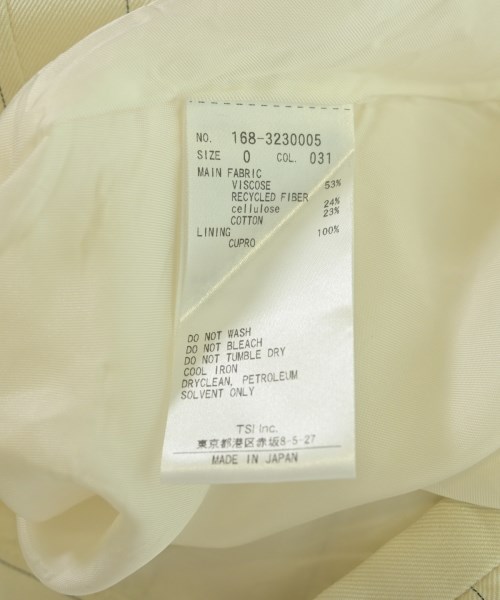 NO. 168-3230005
SIZE 0 COL. 031
MAIN FABRIC
VISCOSE 53%
RECYCLED FIBER
cellulose 24%
COTTON 23%
LINING
CUPRO 100%
DO NOT WASH
DO NOT BLEACH
DO NOT TUMBLE DRY
COOL IRON
DRYCLEAN, PETROLEUM
SOLVENT ONLY
TSI Inc.
東京都港区赤坂8-5-27
MADE IN JAPAN